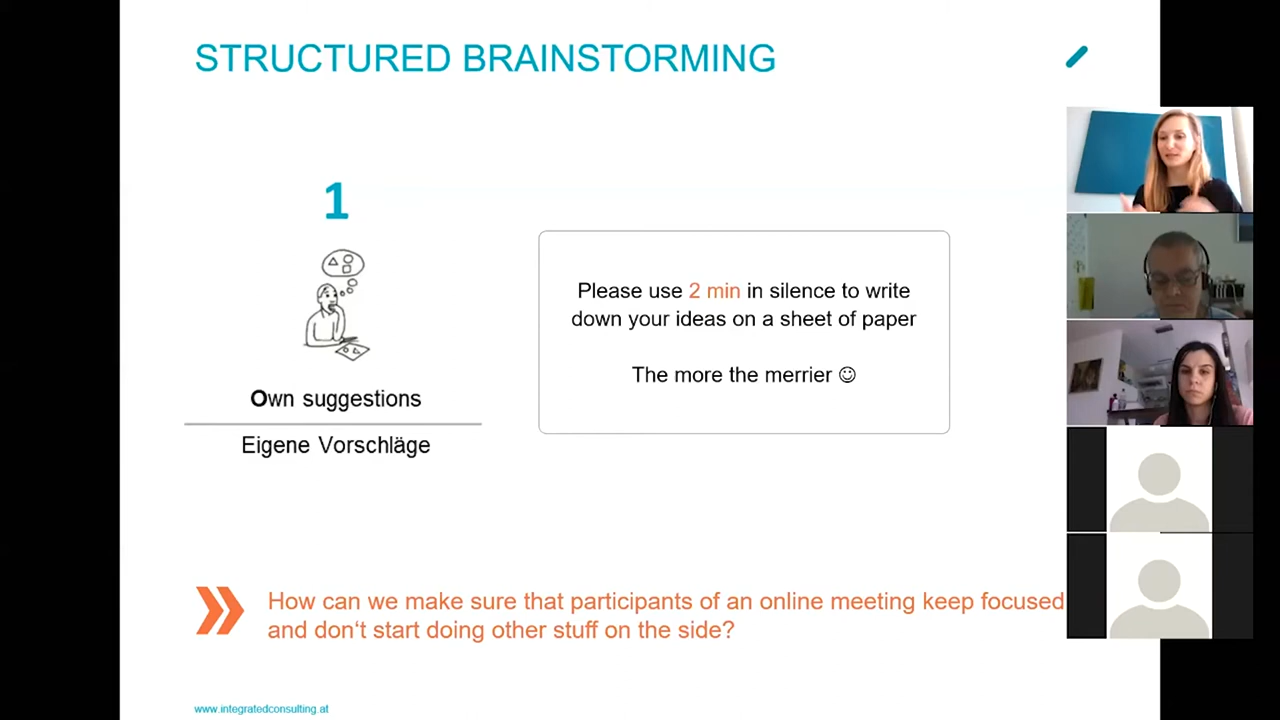 STRUCTURED BRAINSTORMING
1
Own suggestions
Eigene Vorschläge
Please use 2 min in silence to write
down your ideas on a sheet of paper
The more the merrier ☺
How can we make sure that participants of an online meeting keep focused
and don‘t start doing other stuff on the side?
www.integratedconsulting.at